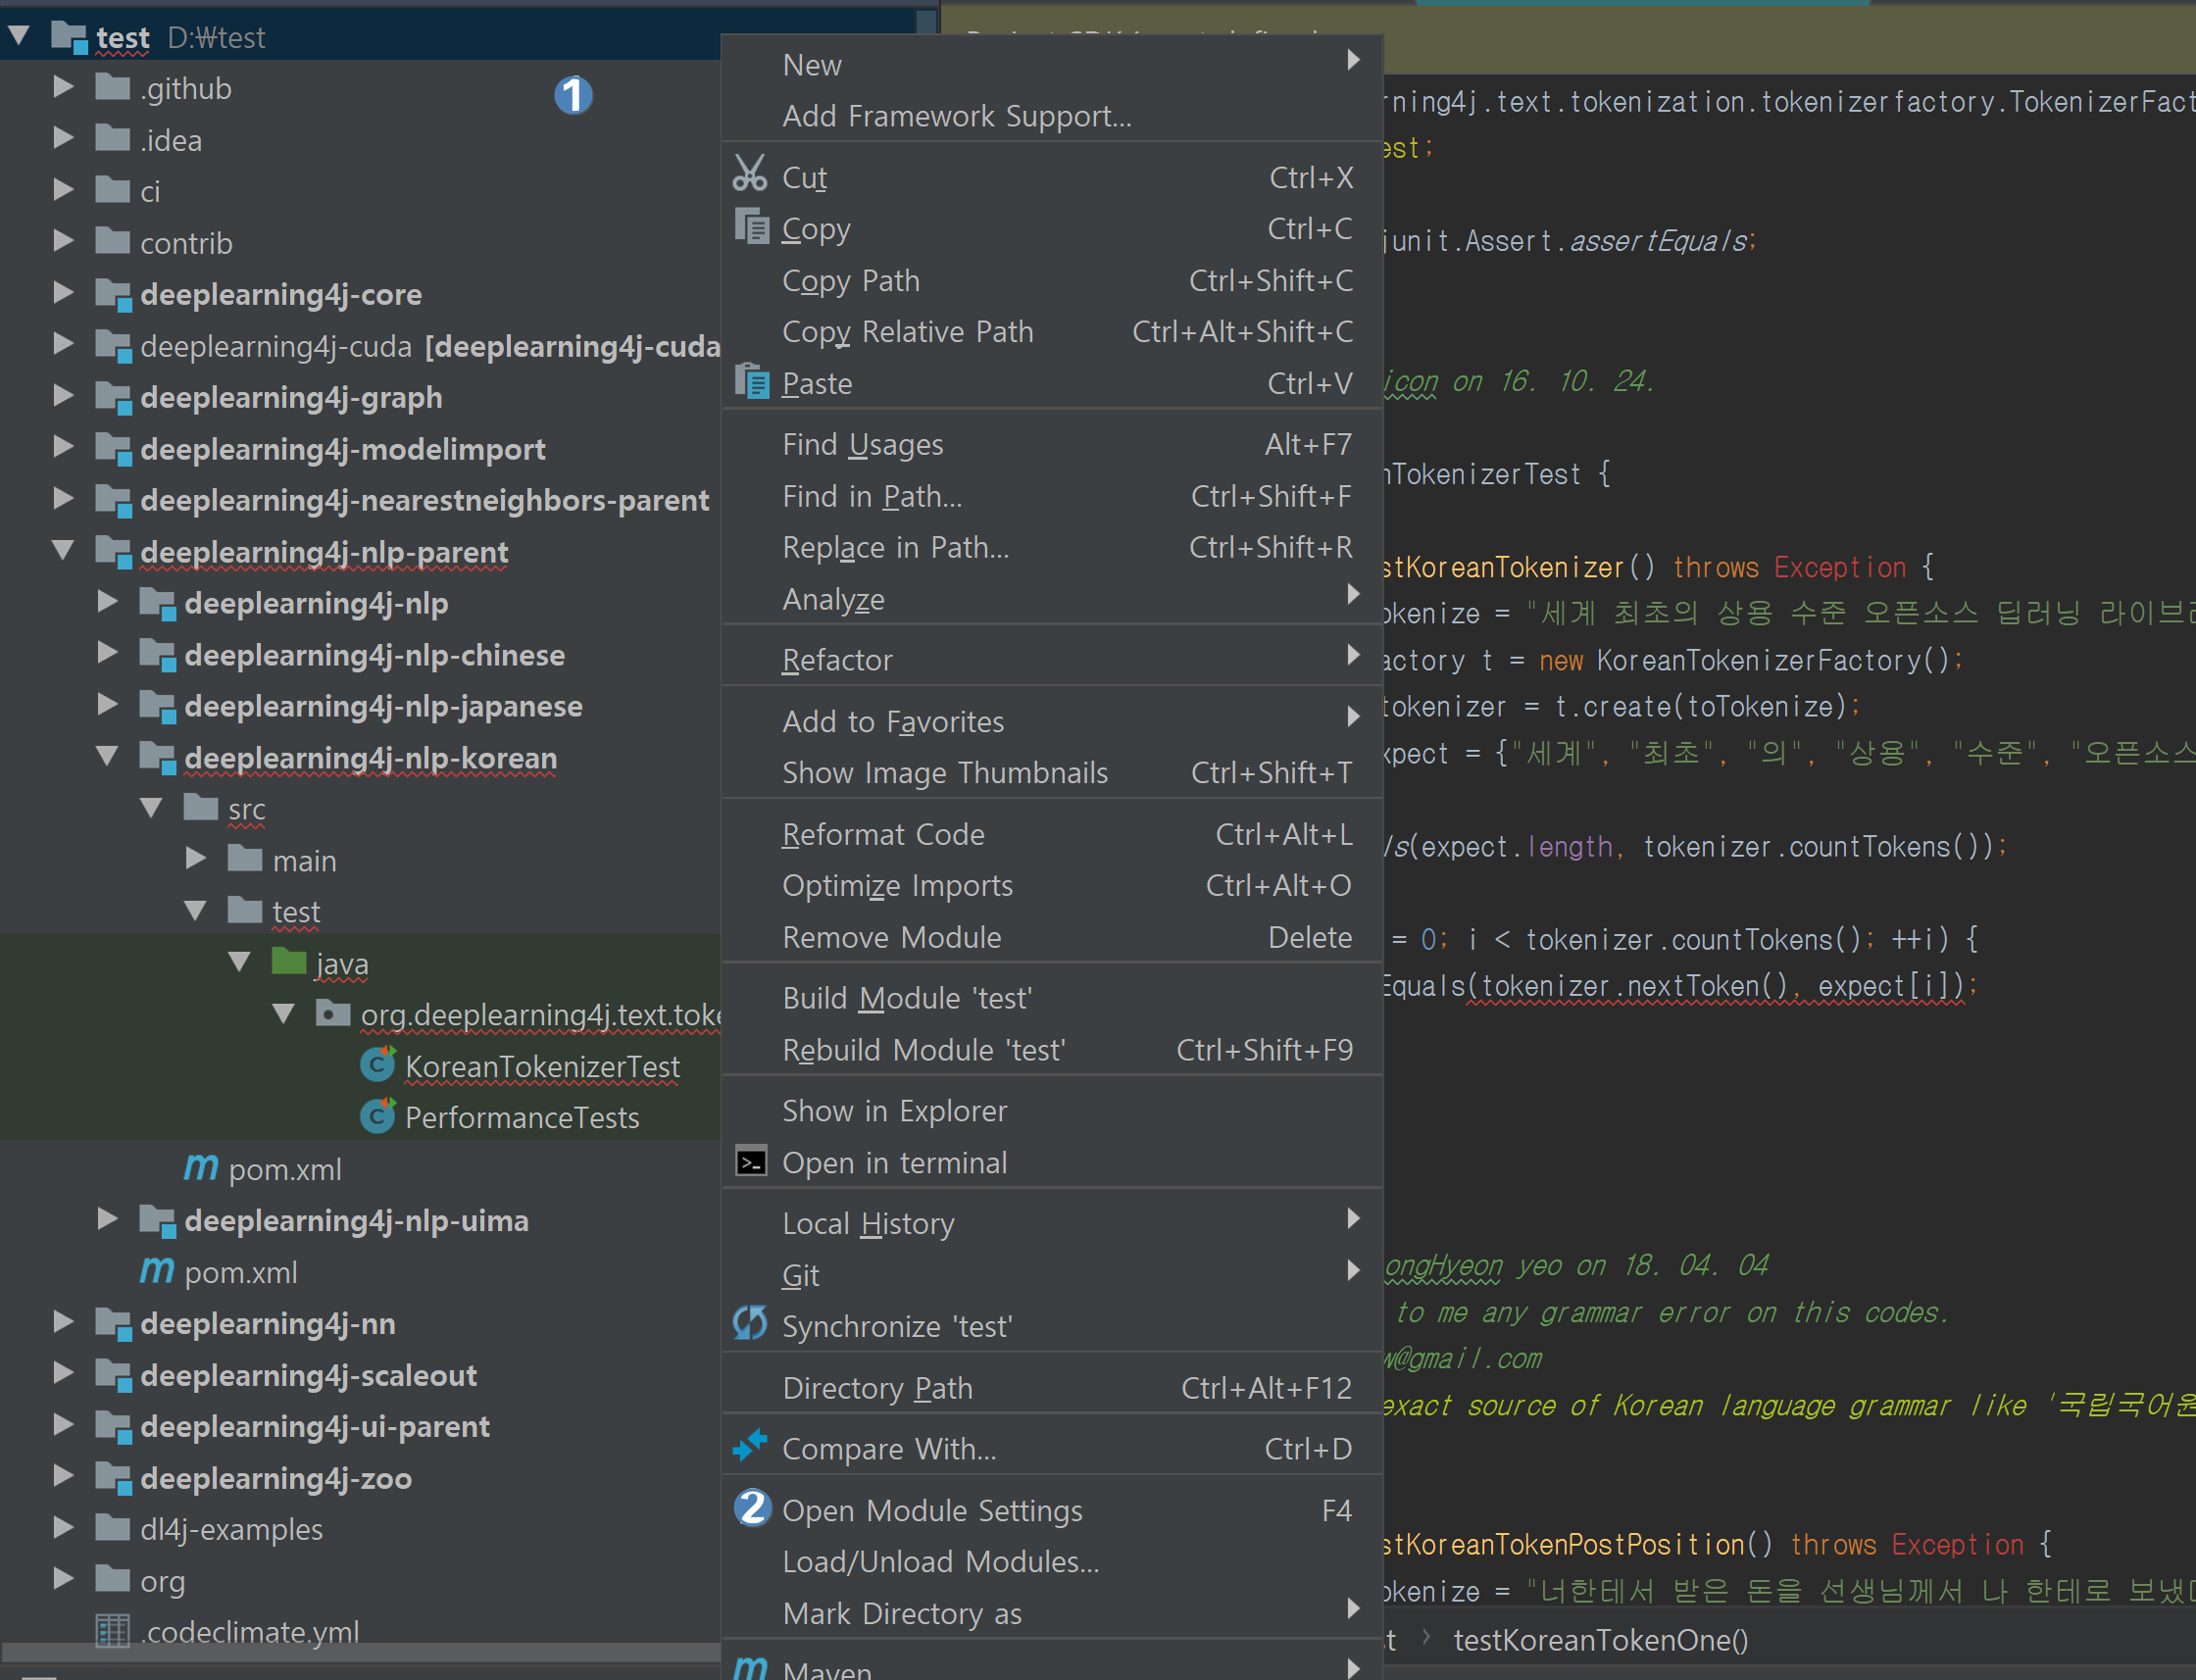 test D:₩test
.github
1
.idea
ci
contrib
deeplearning4j-core
deeplearning4j-cuda [deeplearning4j-cuda
deeplearning4j-graph
deeplearning4j-modelimport
deeplearning4j-nearestneighbors-parent
deeplearning4j-nlp-parent
deeplearning4j-nlp
deeplearning4j-nlp-chinese
deeplearning4j-nlp-japanese
deeplearning4j-nlp-korean
src
main
test
java
org.deeplearning4j.text.toke
KoreanTokenizerTest
PerformanceTests
pom.xml
deeplearning4j-nlp-uima
pom.xml
deeplearning4j-nn
deeplearning4j-scaleout
deeplearning4j-ui-parent
deeplearning4j-zoo
dl4j-examples
org
.codeclimate.yml
New
Add Framework Support...
Cut Ctrl+X
Copy Ctrl+C
Copy Path Ctrl+Shift+C
Copy Relative Path Ctrl+Alt+Shift+C
Paste Ctrl+V
Find Usages Alt+F7
Find in Path... Ctrl+Shift+F
Replace in Path... Ctrl+Shift+R
Analyze
Refactor
Add to Favorites
Show Image Thumbnails Ctrl+Shift+T
Reformat Code Ctrl+Alt+L
Optimize Imports Ctrl+Alt+O
Remove Module Delete
Build Module 'test'
Rebuild Module 'test' Ctrl+Shift+F9
Show in Explorer
Open in terminal
Local History
Git
Synchronize 'test'
Directory Path Ctrl+Alt+F12
Compare With... Ctrl+D
2 Open Module Settings F4
Load/Unload Modules...
Mark Directory as
Maven
rning4j.text.tokenization.tokenizerfactory.TokenizerFact
est;
junit.Assert.assertEquals;
icon on 16. 10. 24.
nTokenizerTest {
stKoreanTokenizer() throws Exception {
okenize = "세계 최초의 상용 수준 오픈소스 딥러닝 라이브러
actory t = new KoreanTokenizerFactory();
tokenizer = t.create(toTokenize);
xpect = {"세계", "최초", "의", "상용", "수준", "오픈소스
ls(expect.length, tokenizer.countTokens());
= 0; i < tokenizer.countTokens(); ++i) {
Equals(tokenizer.nextToken(), expect[i]);
ongHyeon yeo on 18. 04. 04
to me any grammar error on this codes.
w@gmail.com
exact source of Korean language grammar like '국립국어원
stKoreanTokenPostPosition() throws Exception {
okenize = "너한테서 받은 돈을 선생님께서 나 한테로 보냈다
t › testKoreanTokenOne()